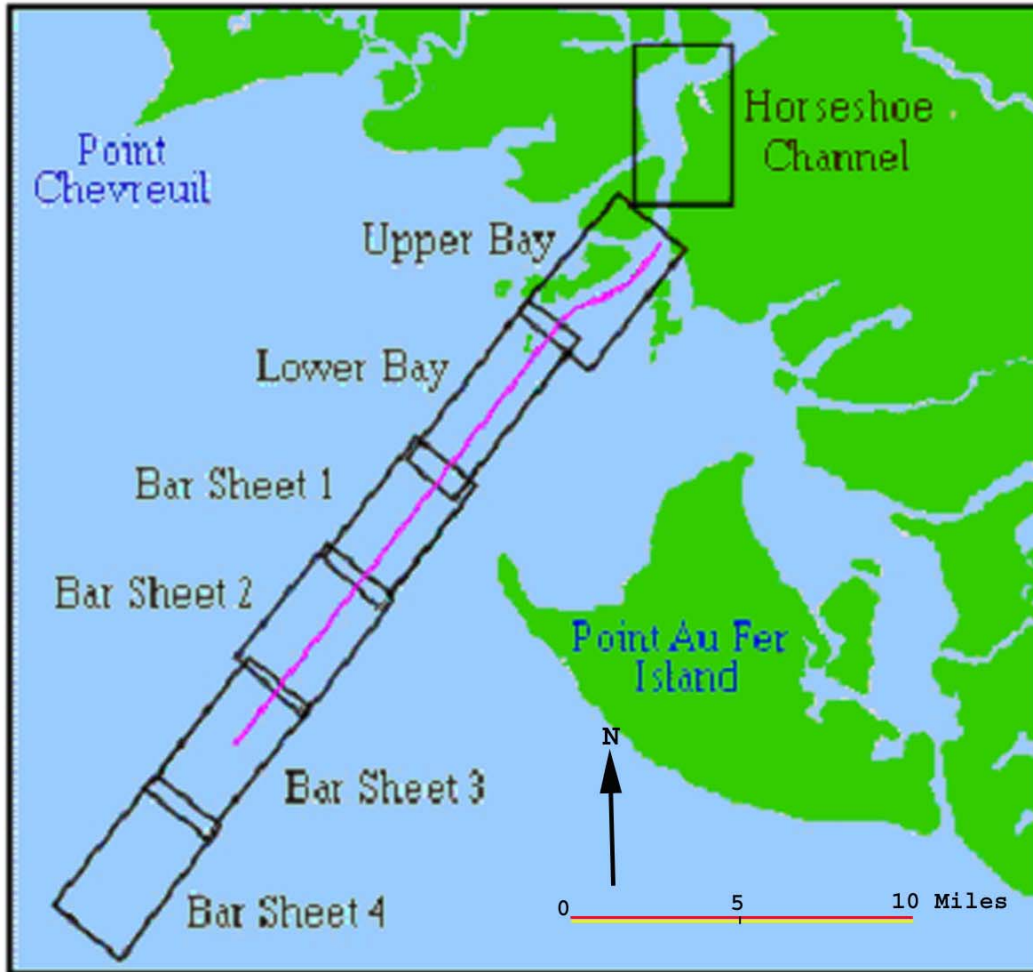 Point
Chevreuil
Horseshoe
Channel
Upper Bay
Lower Bay
Bar Sheet 1
Bar Sheet 2
Point Au Fer
Island
N
Bar Sheet 3
Bar Sheet 4
0 5 10 Miles